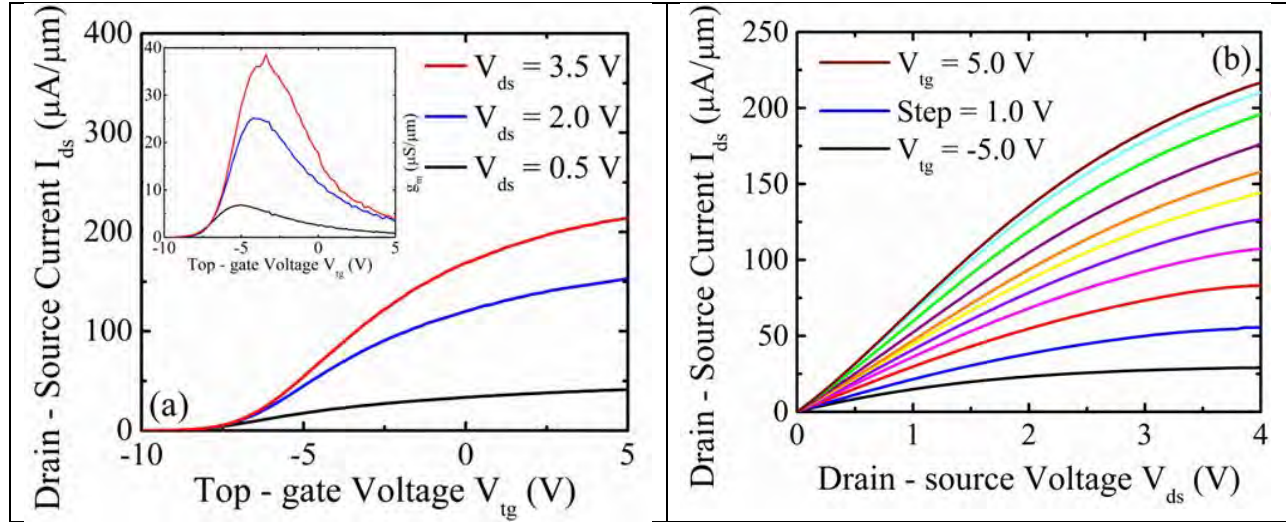 Drain - Source Current I_ds (μA/μm)
400
300
200
100
0
-10
-5
0
5
Top - gate Voltage V_tg (V)
(a)
V_ds = 3.5 V
V_ds = 2.0 V
V_ds = 0.5 V
40
30
20
10
0
-10
-5
0
5
Top - gate Voltage V_tg (V)
g_m (μS/μm)
Drain - Source Current I_ds (μA/μm)
250
200
150
100
50
0
0
1
2
3
4
Drain - source Voltage V_ds (V)
(b)
V_tg = 5.0 V
Step = 1.0 V
V_tg = -5.0 V